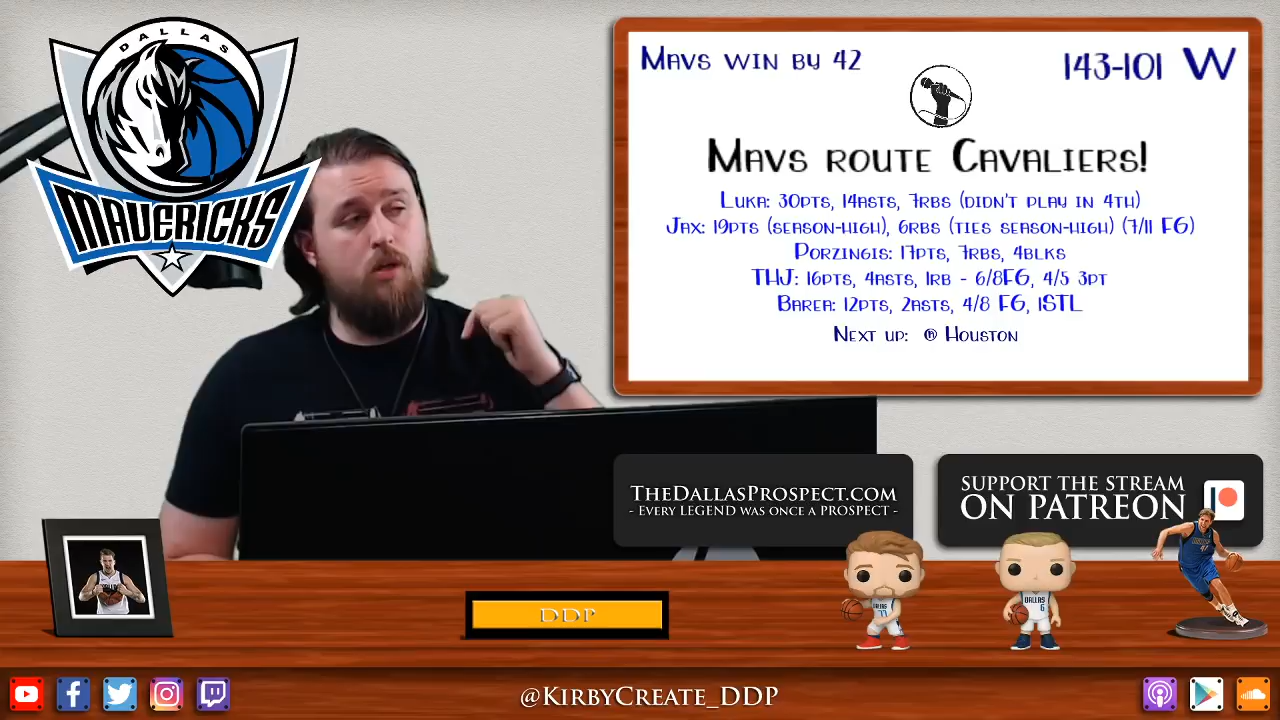 DALLAS
MAVERICKS
Mavs win by 42
143-101 W
Mavs route Cavaliers!
Luka: 30pts, 14asts, 7rbs (didn't play in 4th)
Jax: 19pts (season-high), 6rbs (ties season-high) (7/11 FG)
Porzingis: 17pts, 7rbs, 4blks
THJ: 16pts, 4asts, 1rb - 6/8FG, 4/5 3pt
Barea: 12pts, 2asts, 4/8 FG, 1STL
Next up: @ Houston
TheDallasProspect.com
- Every LEGEND was once a PROSPECT -
SUPPORT THE STREAM
ON PATREON
DALLAS
6
77
DDP
@KirbyCreate_DDP